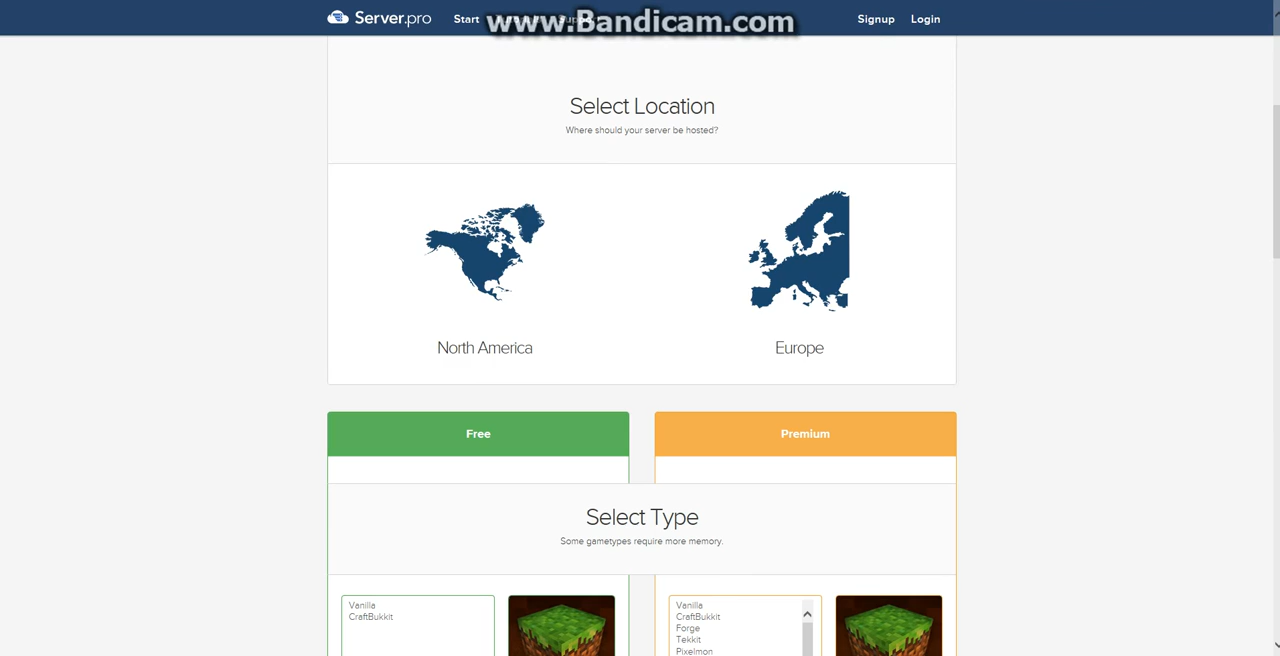 Server.pro Start Support Signup Login
www.Bandicam.com
Select Location
Where should your server be hosted?
North America Europe
Free Premium
Select Type
Some gametypes require more memory.
Vanilla Vanilla
CraftBukkit CraftBukkit
Forge
Tekkit
Pixelmon